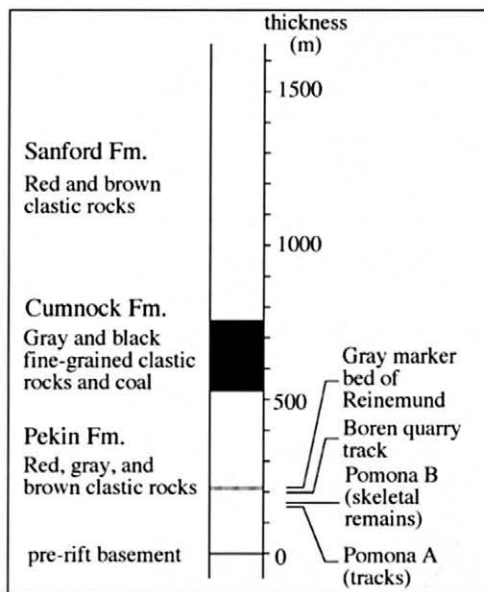 thickness
(m)
1500
Sanford Fm.
Red and brown
clastic rocks
1000
Cumnock Fm.
Gray and black
fine-grained clastic
rocks and coal
500
Pekin Fm.
Red, gray, and
brown clastic rocks
pre-rift basement
0
Gray marker
bed of
Reinemund
Boren quarry
track
Pomona B
(skeletal
remains)
Pomona A
(tracks)